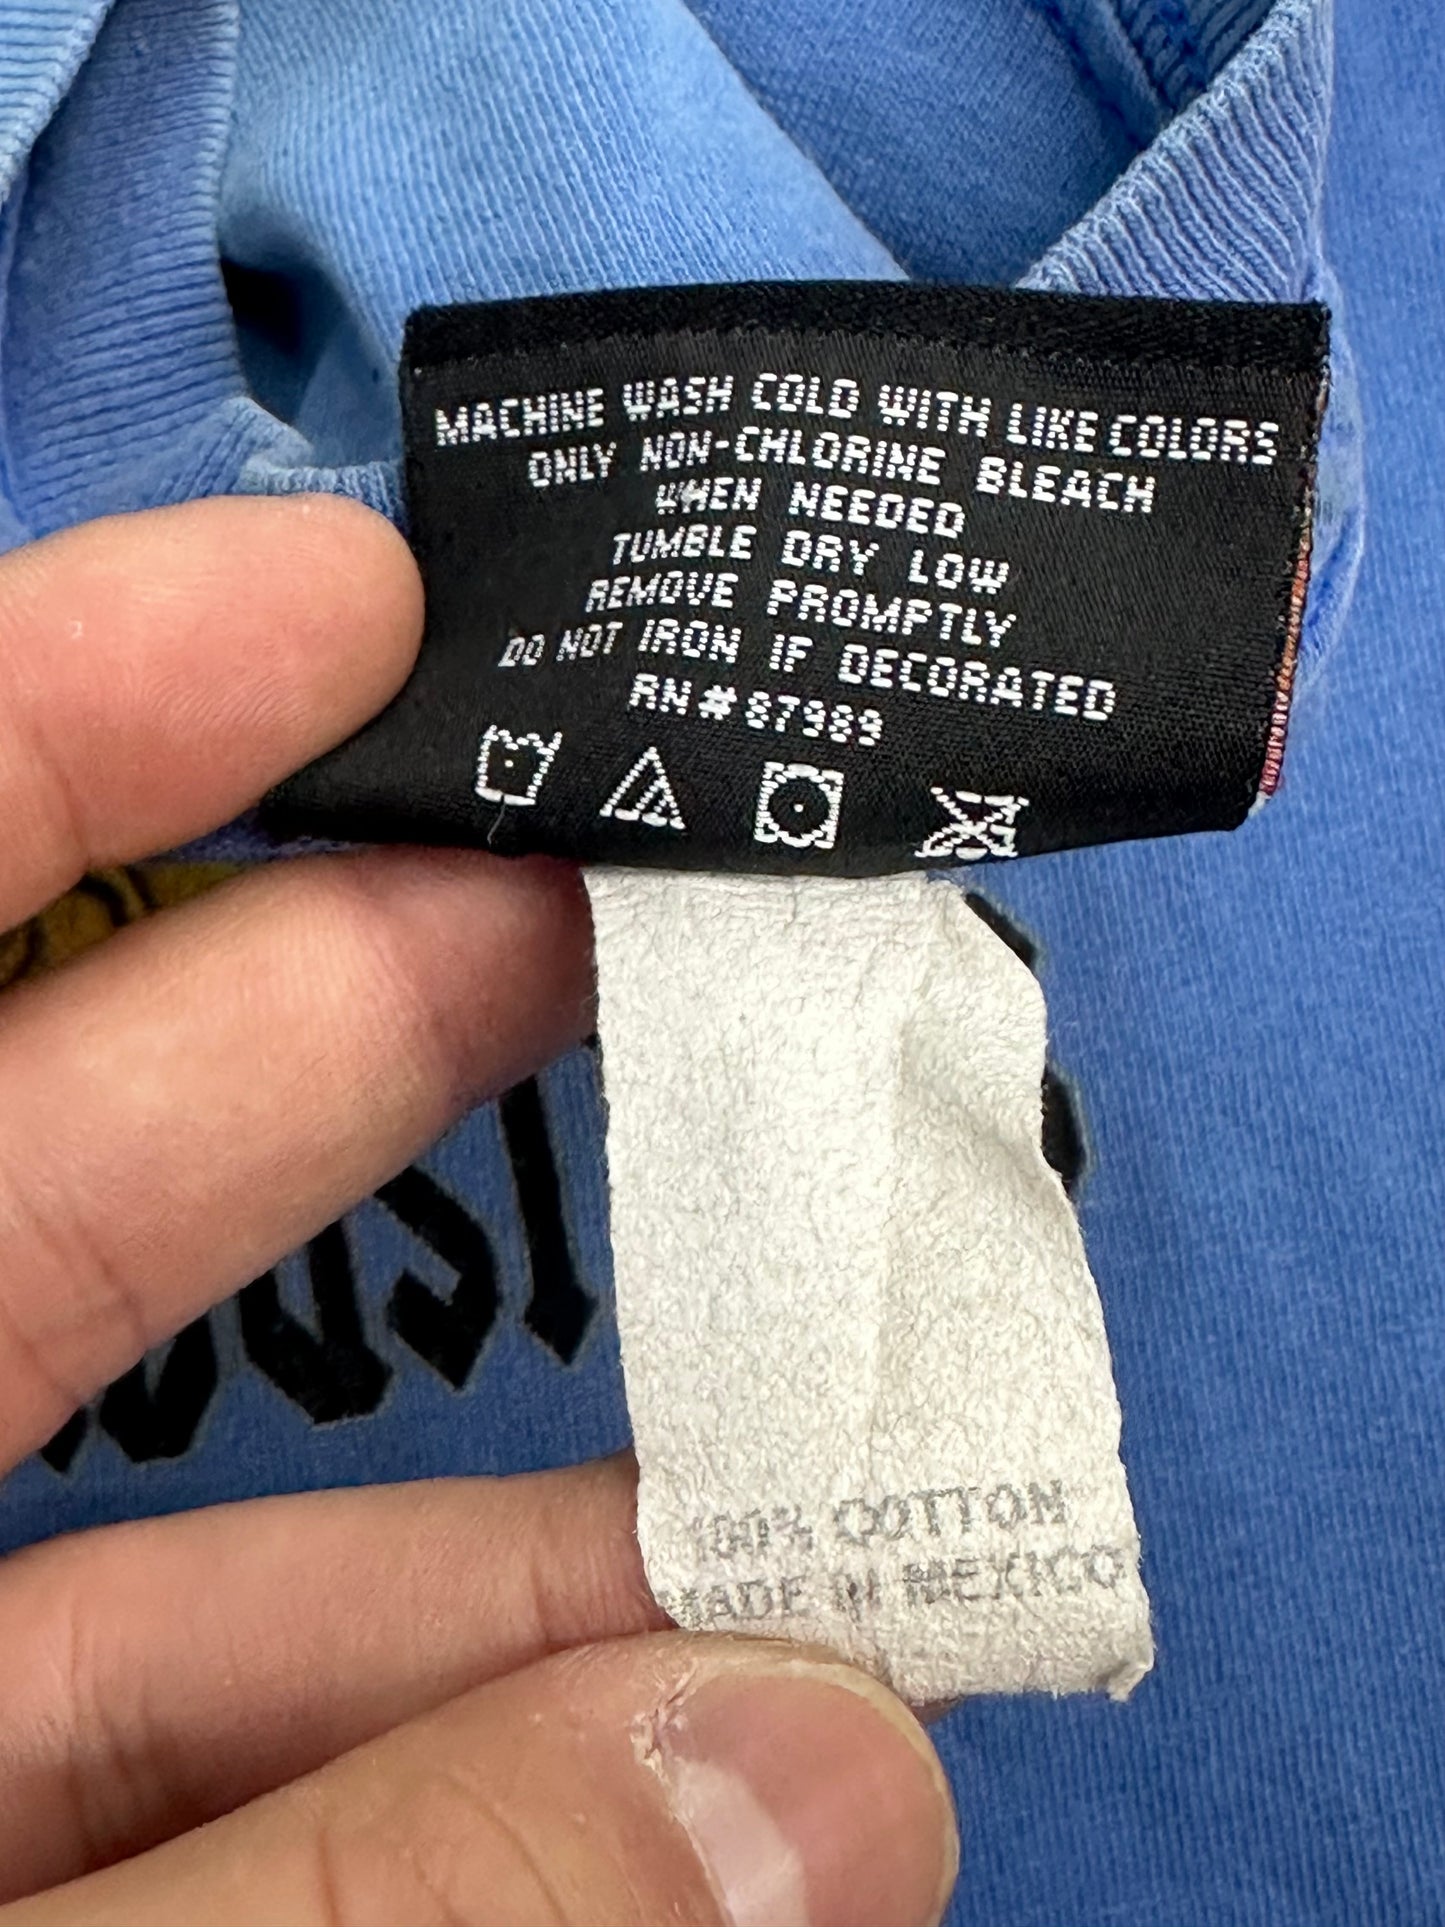 MACHINE WASH COLD WITH LIKE COLORS
ONLY NON-CHLORINE BLEACH
WHEN NEEDED
TUMBLE DRY LOW
REMOVE PROMPTLY
DO NOT IRON IF DECORATED
RN# 87989
100% COTTON
MADE IN MEXICO